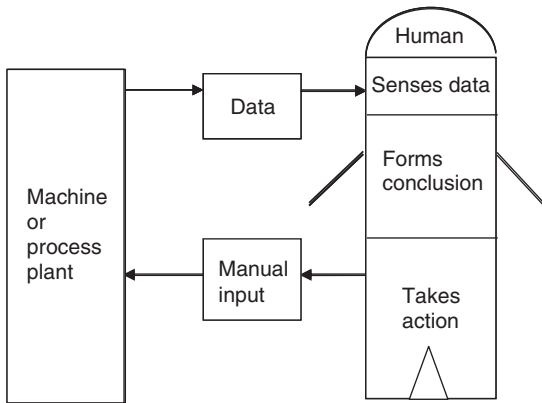 Human
Senses data
Data
Forms
conclusion
Machine
or
process
plant
Manual
input
Takes
action